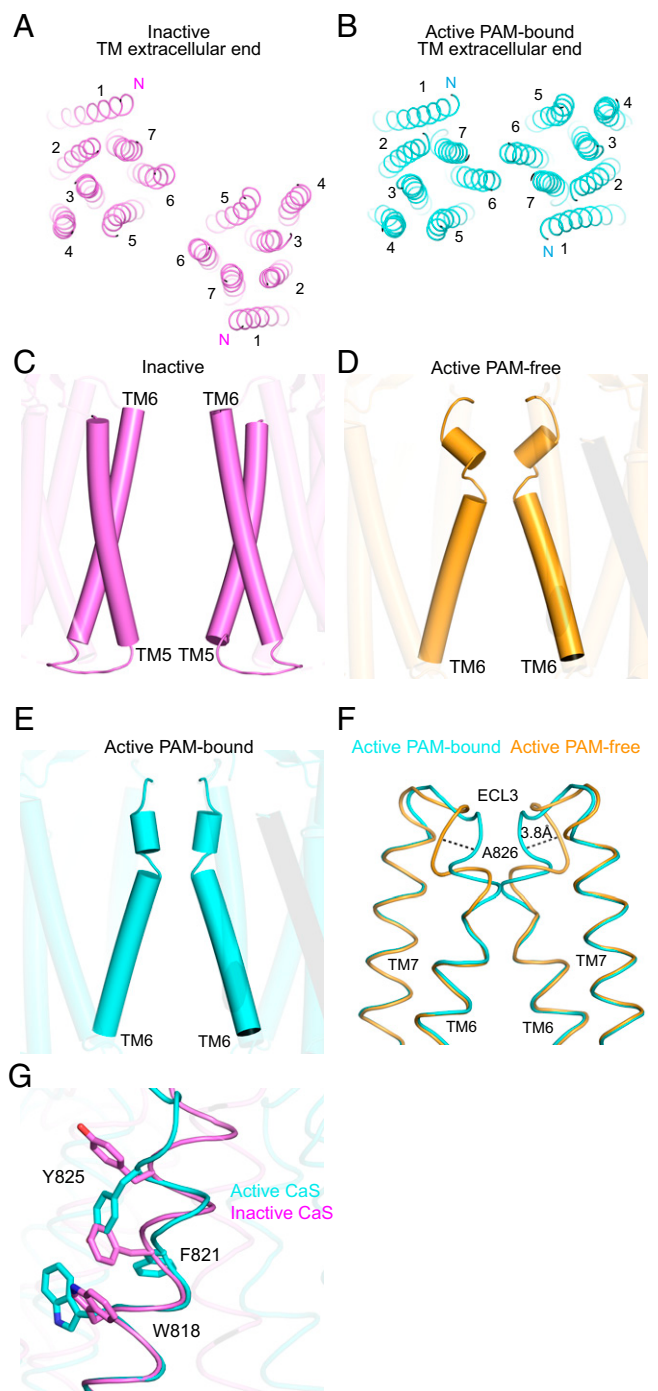 A
Inactive
TM extracellular end
N
1
2
7
3
6
4
5
5
4
6
3
7
2
N
1
B
Active PAM-bound
TM extracellular end
N
1
5
4
2
7
6
3
3
6
7
2
4
5
N
1
C
Inactive
TM6
TM6
TM5
TM5
D
Active PAM-free
TM6
TM6
E
Active PAM-bound
TM6
TM6
F
Active PAM-bound Active PAM-free
ECL3
3.8Å
A826
TM7
TM7
TM6
TM6
G
Y825
Active CaS
Inactive CaS
F821
W818